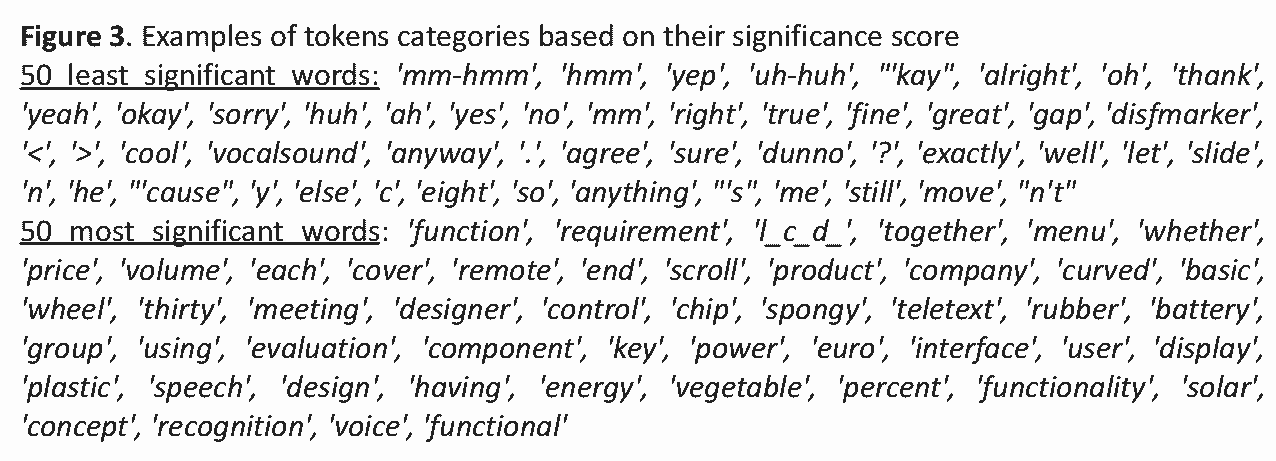 Figure 3. Examples of tokens categories based on their significance score
50 least significant words: 'mm-hmm', 'hmm', 'yep', 'uh-huh', "'kay", 'alright', 'oh', 'thank',
'yeah', 'okay', 'sorry', 'huh', 'ah', 'yes', 'no', 'mm', 'right', 'true', 'fine', 'great', 'gap', 'disfmarker',
'<', '>', 'cool', 'vocalsound', 'anyway', '.', 'agree', 'sure', 'dunno', '?', 'exactly', 'well', 'let', 'slide',
'n', 'he', "'cause", 'y', 'else', 'c', 'eight', 'so', 'anything', "'s", 'me', 'still', 'move', "n't"
50 most significant words: 'function', 'requirement', 'l_c_d_', 'together', 'menu', 'whether',
'price', 'volume', 'each', 'cover', 'remote', 'end', 'scroll', 'product', 'company', 'curved', 'basic',
'wheel', 'thirty', 'meeting', 'designer', 'control', 'chip', 'spongy', 'teletext', 'rubber', 'battery',
'group', 'using', 'evaluation', 'component', 'key', 'power', 'euro', 'interface', 'user', 'display',
'plastic', 'speech', 'design', 'having', 'energy', 'vegetable', 'percent', 'functionality', 'solar',
'concept', 'recognition', 'voice', 'functional'